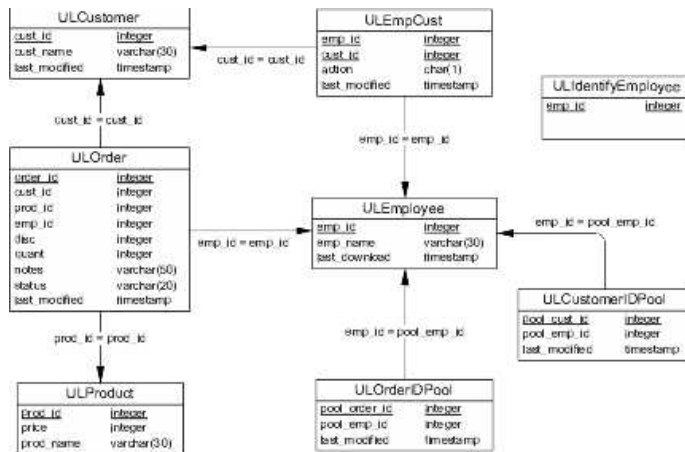 ULCustomer
cust_id integer
cust_name varchar(30)
last_modified timestamp
cust_id = cust_id
ULEmpCust
emp_id integer
cust_id integer
action char(1)
last_modified timestamp
ULIdentifyEmployee
emp_id integer
cust_id = cust_id
emp_id = emp_id
ULOrder
order_id integer
cust_id integer
prod_id integer
emp_id integer
disc integer
quant integer
notes varchar(50)
status varchar(20)
last_modified timestamp
emp_id = emp_id
ULEmployee
emp_id integer
emp_name varchar(30)
last_download timestamp
emp_id = pool_emp_id
ULCustomerIDPool
pool_cust_id integer
pool_emp_id integer
last_modified timestamp
prod_id = prod_id
emp_id = pool_emp_id
ULProduct
prod_id integer
price integer
prod_name varchar(30)
ULOrderIDPool
pool_order_id integer
pool_emp_id integer
last_modified timestamp